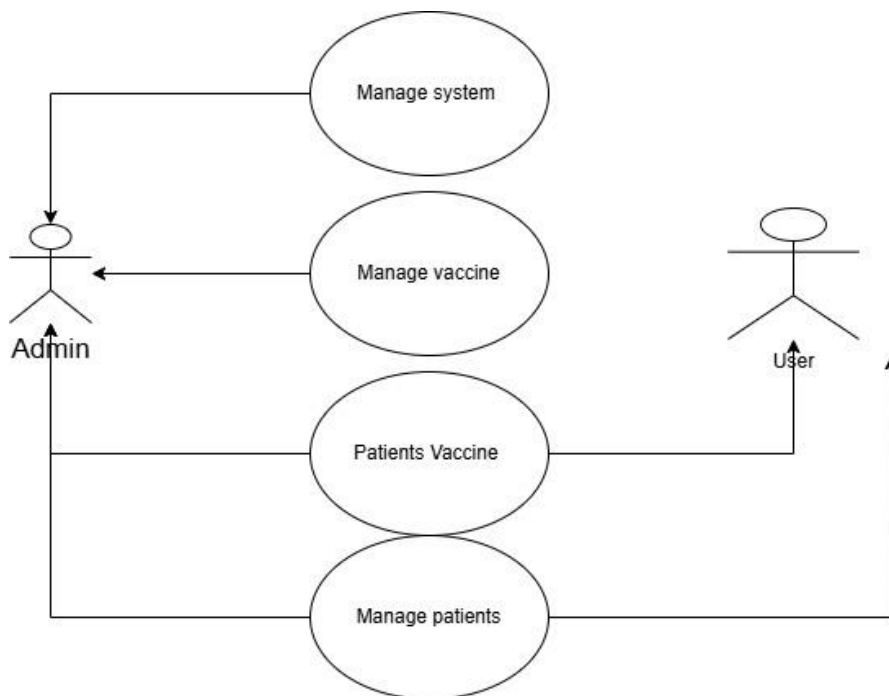 Manage system
Manage vaccine
Admin
User
Patients Vaccine
Manage patients